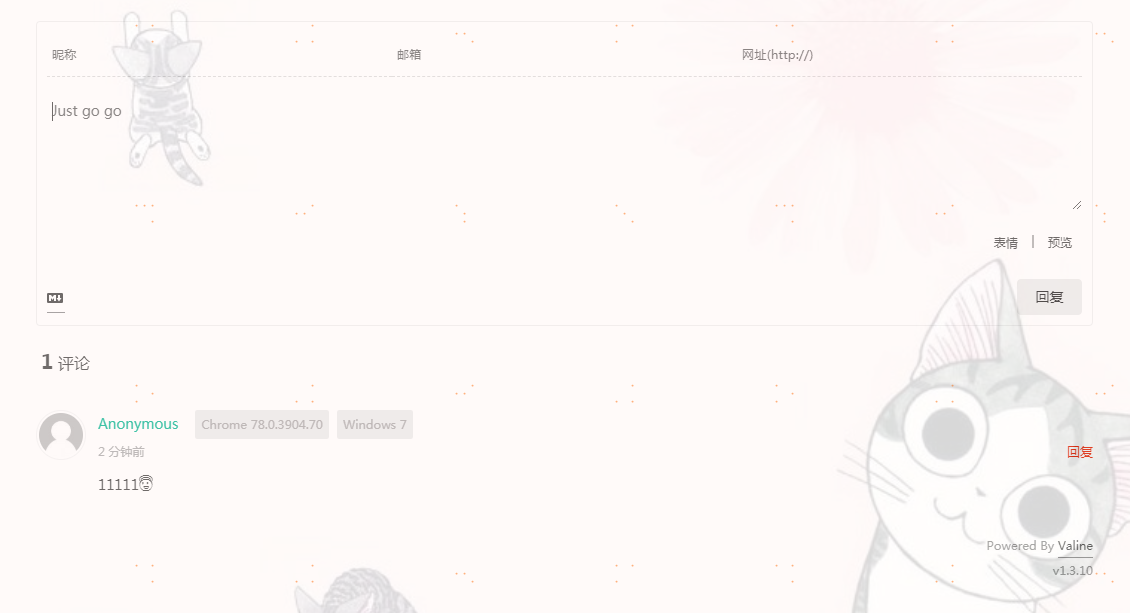 昵称 邮箱 网址(http://)
Just go go
表情 | 预览
M↓
回复
1 评论
Anonymous Chrome 78.0.3904.70 Windows 7
2 分钟前 回复
11111😇
Powered By Valine
v1.3.10